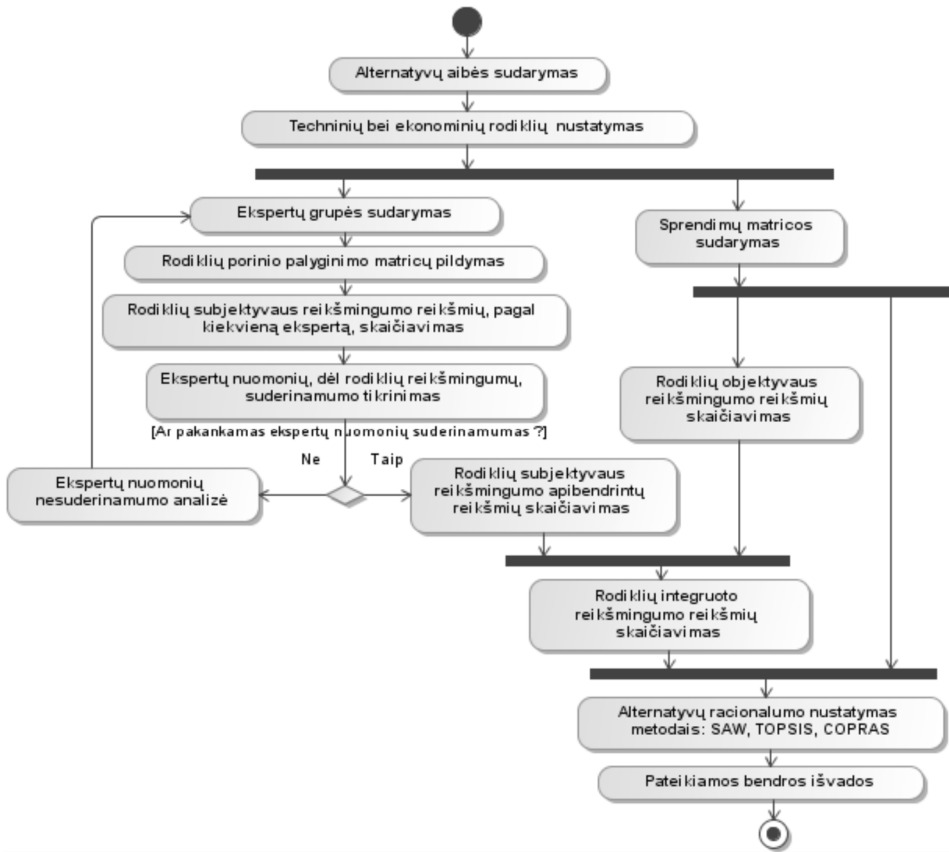 Alternatyvų aibės sudarymas
Techninių bei ekonominių rodiklių nustatymas
Ekspertų grupės sudarymas
Sprendimų matricos
sudarymas
Rodiklių porinio palyginimo matricų pildymas
Rodiklių subjektyvaus reikšmingumo reikšmių, pagal
kiekvieną ekspertą, skaičiavimas
Ekspertų nuomonių, dėl rodiklių reikšmingumų,
suderinamumo tikrinimas
Rodiklių objektyvaus
reikšmingumo reikšmių
skaičiavimas
[Ar pakankamas ekspertų nuomonių suderinamumas ?]
Ne
Taip
Ekspertų nuomonių
nesuderinamumo analizė
Rodiklių subjektyvaus
reikšmingumo apibendrintų
reikšmių skaičiavimas
Rodiklių integruoto
reikšmingumo reikšmių
skaičiavimas
Alternatyvų racionalumo nustatymas
metodais: SAW, TOPSIS, COPRAS
Pateikiamos bendros išvados